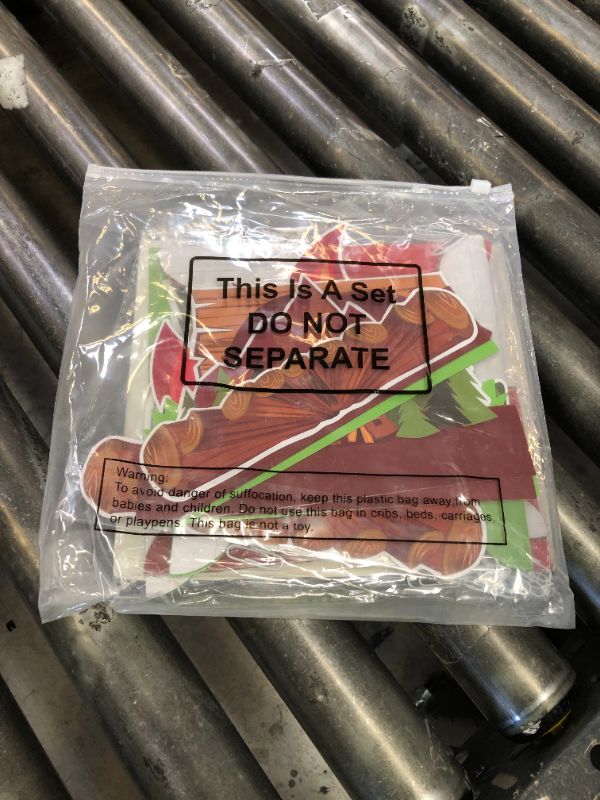 This Is A Set
DO NOT
SEPARATE
Warning:
To avoid danger of suffocation, keep this plastic bag away from
babies and children. Do not use this bag in cribs, beds, carriages,
or playpens. This bag is not a toy.